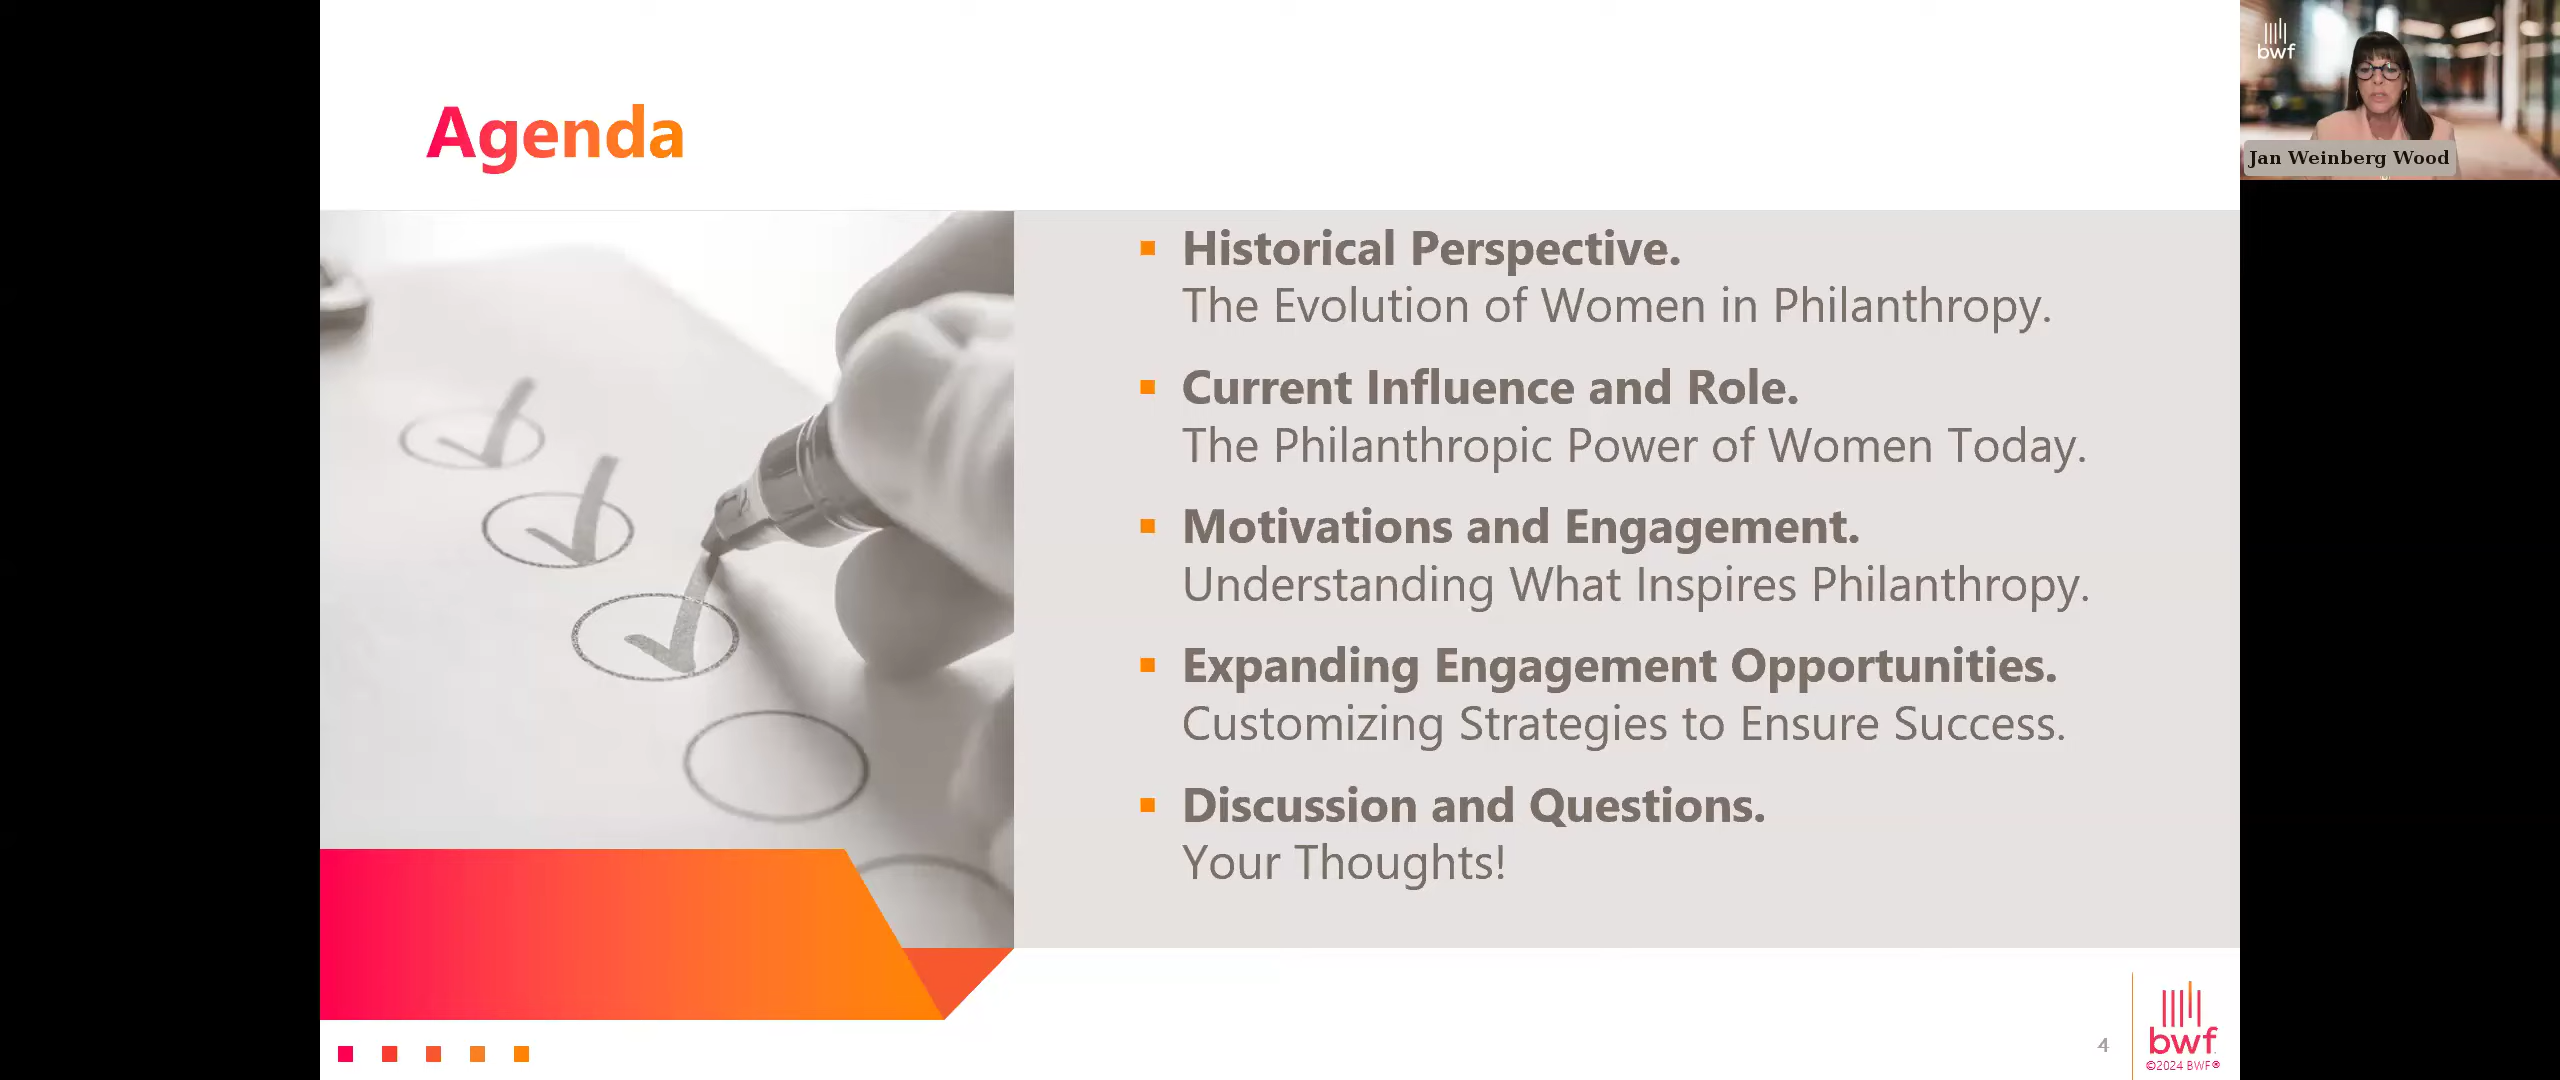 Agenda
Historical Perspective.
The Evolution of Women in Philanthropy.
Current Influence and Role.
The Philanthropic Power of Women Today.
Motivations and Engagement.
Understanding What Inspires Philanthropy.
Expanding Engagement Opportunities.
Customizing Strategies to Ensure Success.
Discussion and Questions.
Your Thoughts!
4
bwf
©2024 BWF®
bwf
Jan Weinberg Wood